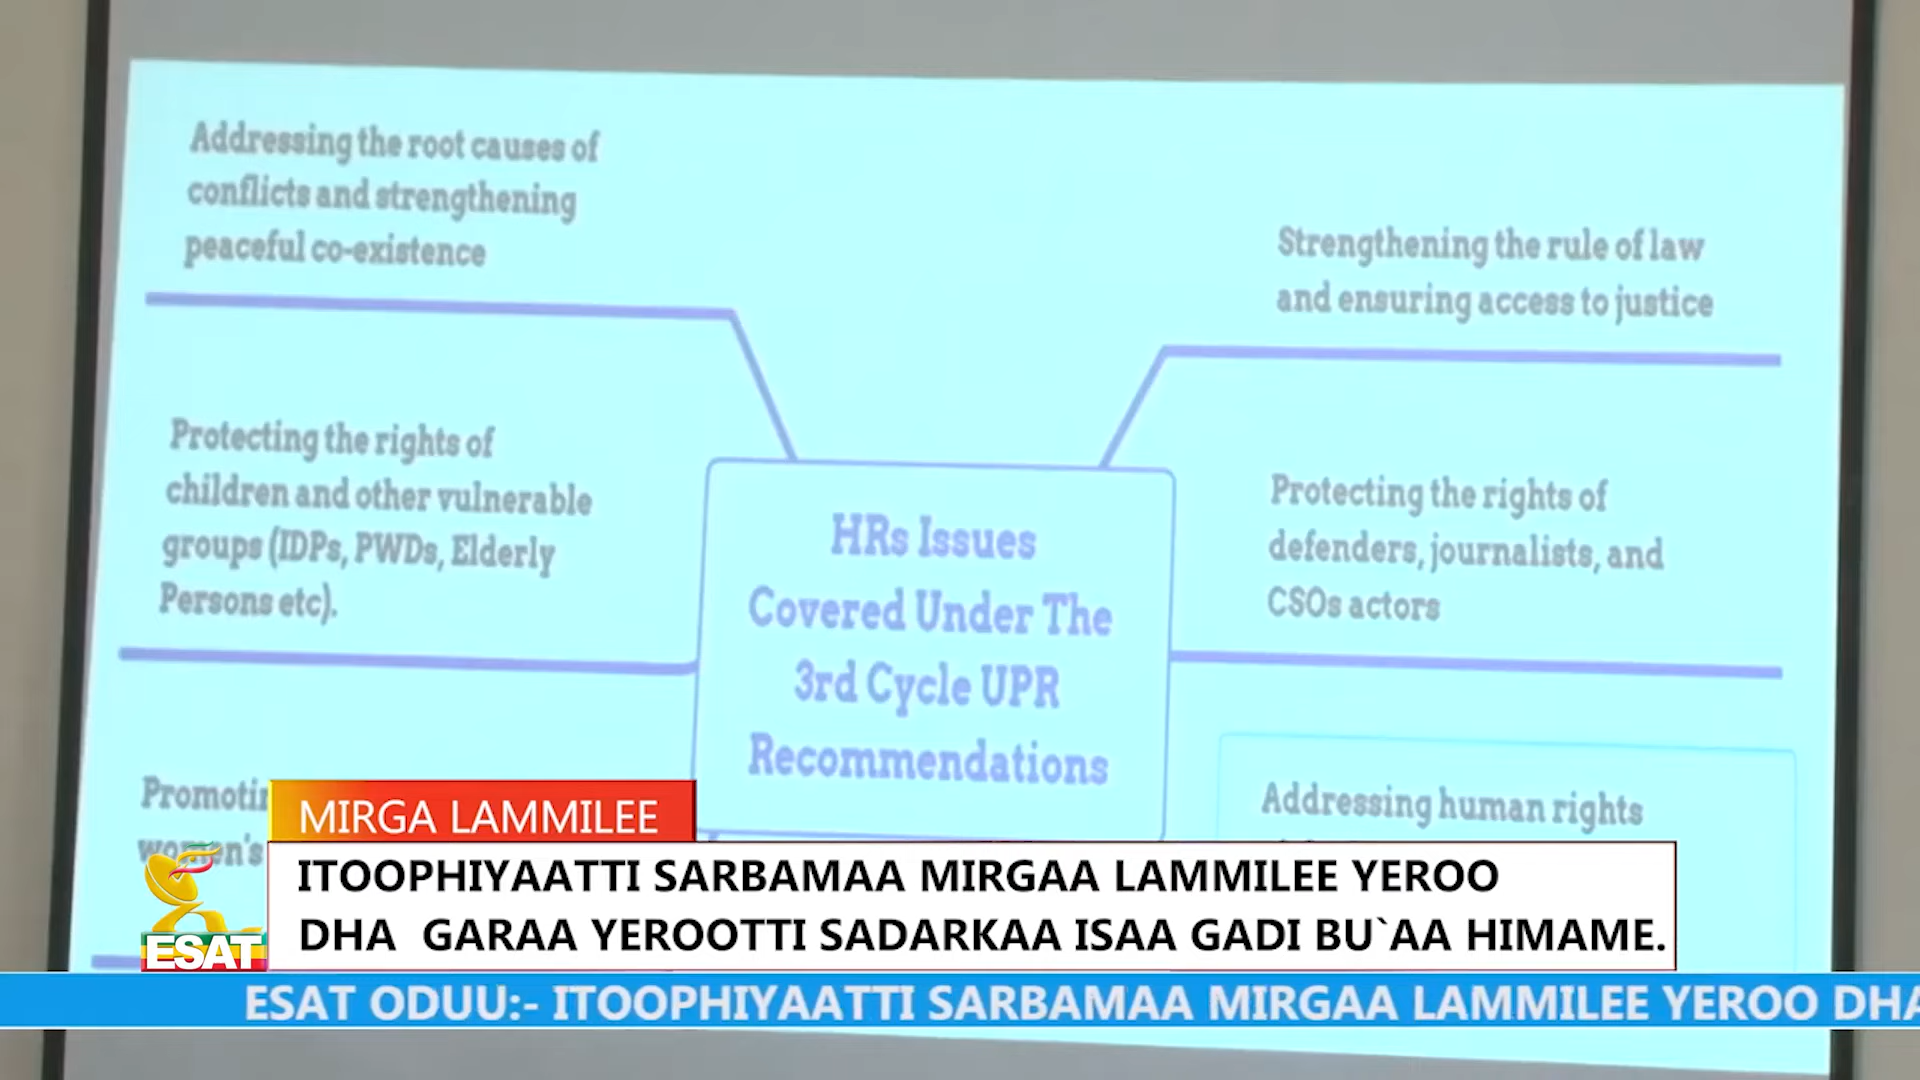 Addressing the root causes of
conflicts and strengthening
peaceful co-existence
Strengthening the rule of law
and ensuring access to justice
Protecting the rights of
children and other vulnerable
groups (IDPs, PWDs, Elderly
Persons etc).
HRs Issues
Covered Under The
3rd Cycle UPR
Recommendations
Protecting the rights of
defenders, journalists, and
CSOs actors
women's
Addressing human rights
MIRGA LAMMILEE
ITOOPHIYAATTI SARBAMAA MIRGAA LAMMILEE YEROO
DHA GARAA YEROOTTI SADARKAA ISAA GADI BU`AA HIMAME.
ESAT
ESAT ODUU:- ITOOPHIYAATTI SARBAMAA MIRGAA LAMMILEE YEROO DHA